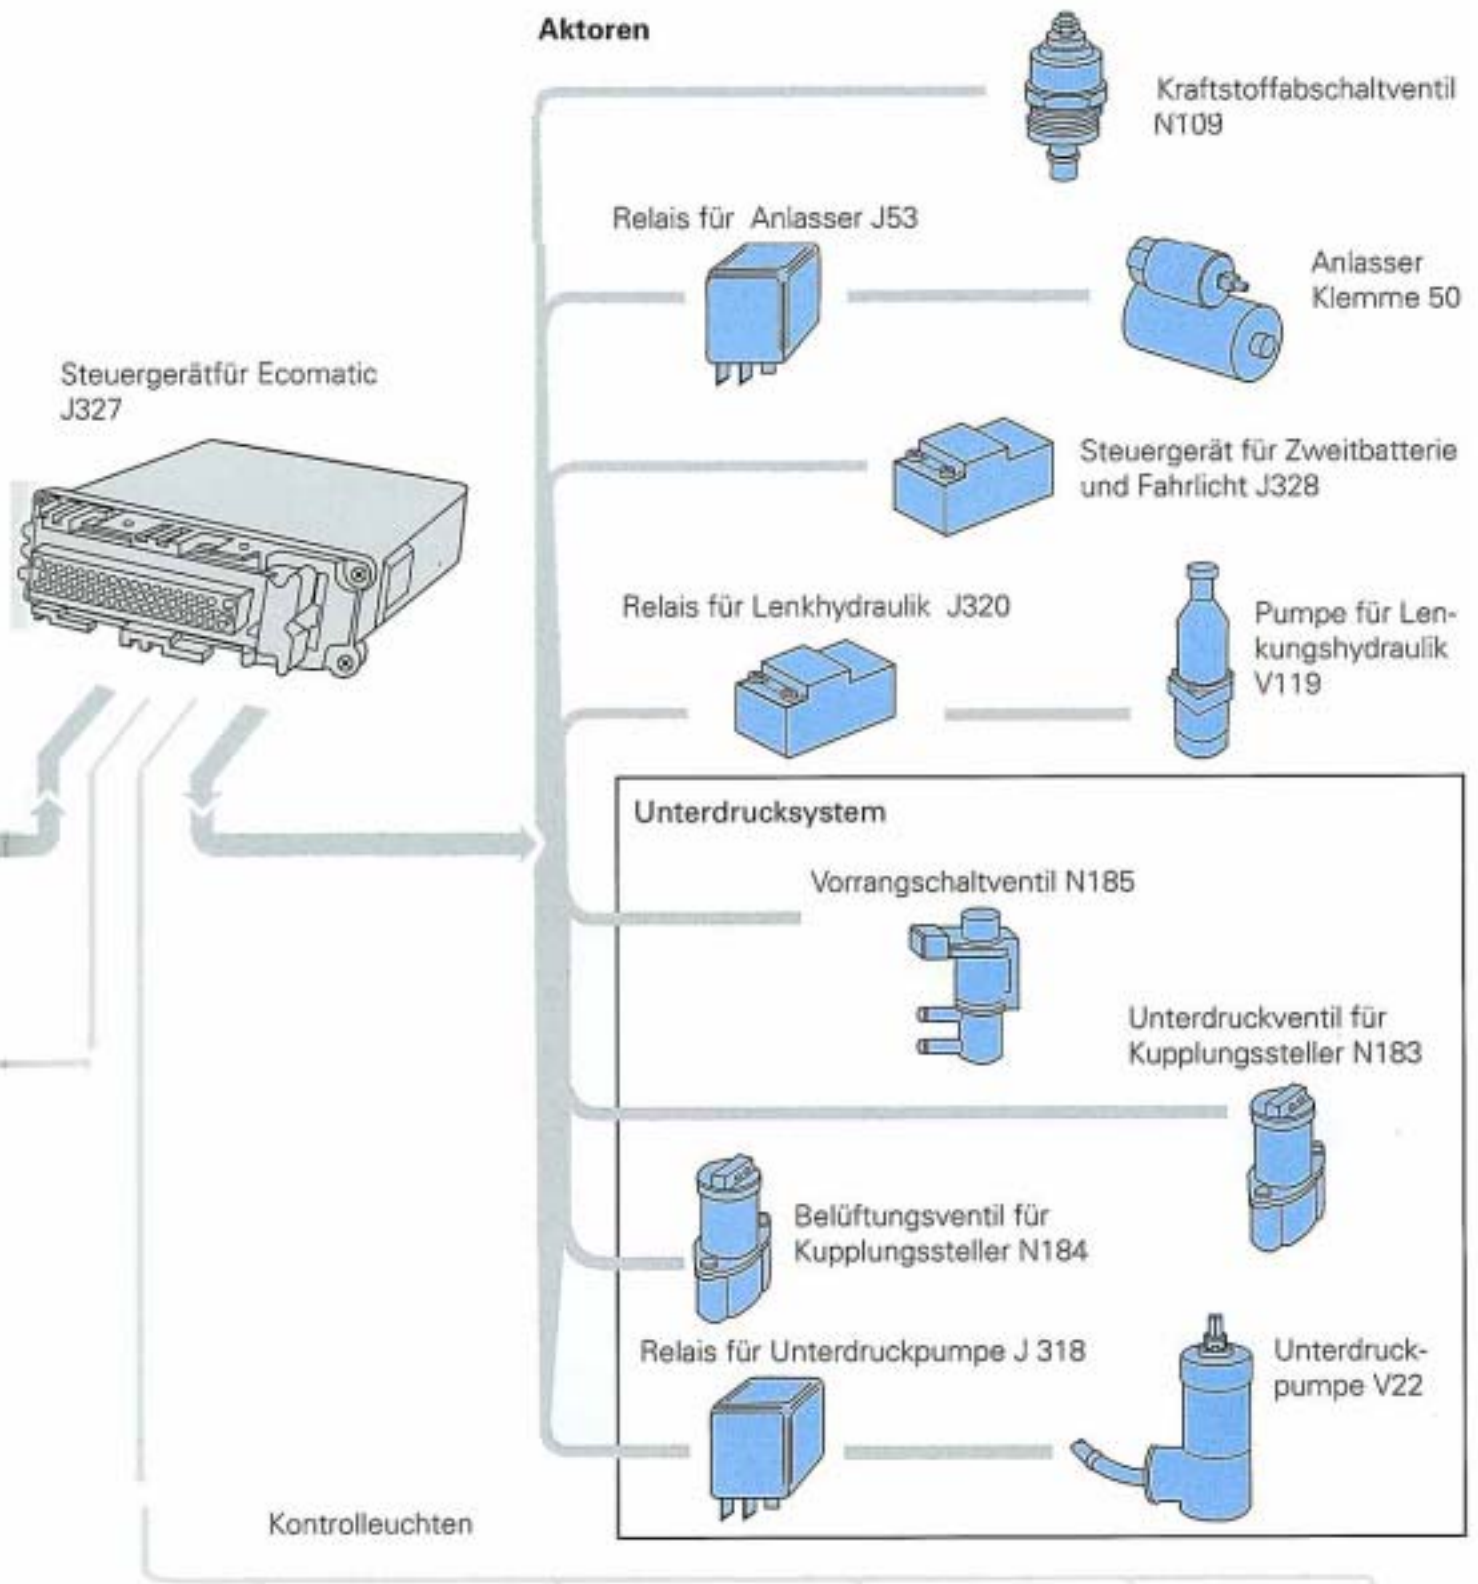 Aktoren
Kraftstoffabschaltventil
N109
Relais für Anlasser J53
Anlasser
Klemme 50
Steuergerätfür Ecomatic
J327
Steuergerät für Zweitbatterie
und Fahrlicht J328
Relais für Lenkhydraulik J320
Pumpe für Len-
kungshydraulik
V119
Unterdrucksystem
Vorrangschaltventil N185
Unterdruckventil für
Kupplungssteller N183
Belüftungsventil für
Kupplungssteller N184
Relais für Unterdruckpumpe J 318
Unterdruck-
pumpe V22
Kontrolleuchten